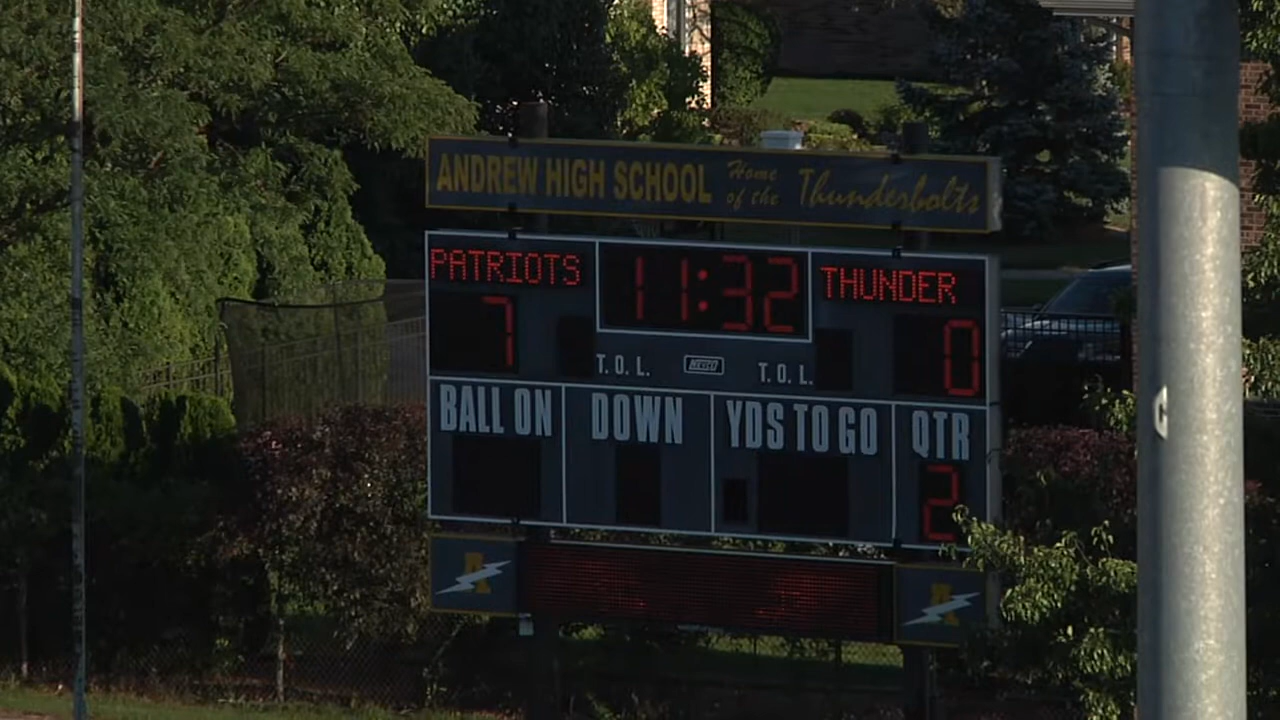 ANDREW HIGH SCHOOL Home of the Thunderbolts
PATRIOTS 11:32 THUNDER
7 0
T.O.L. NEVCO T.O.L.
BALL ON DOWN YDS TO GO QTR
2
A A
C